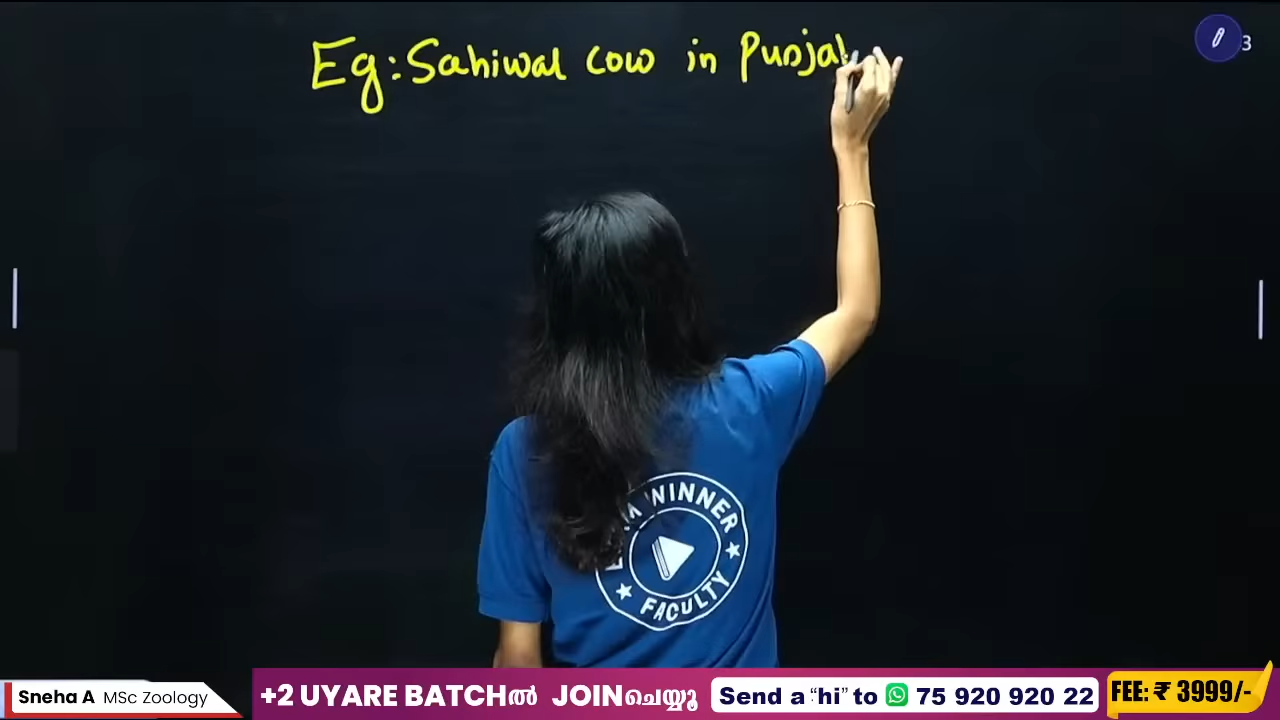 Eg: Sahiwal cow in Punjab
3
WINNER
FACULTY
Sneha A MSc Zoology
+2 UYARE BATCHൽ JOINചെയ്യൂ
Send a “hi” to 75 920 920 22
FEE: ₹ 3999/-